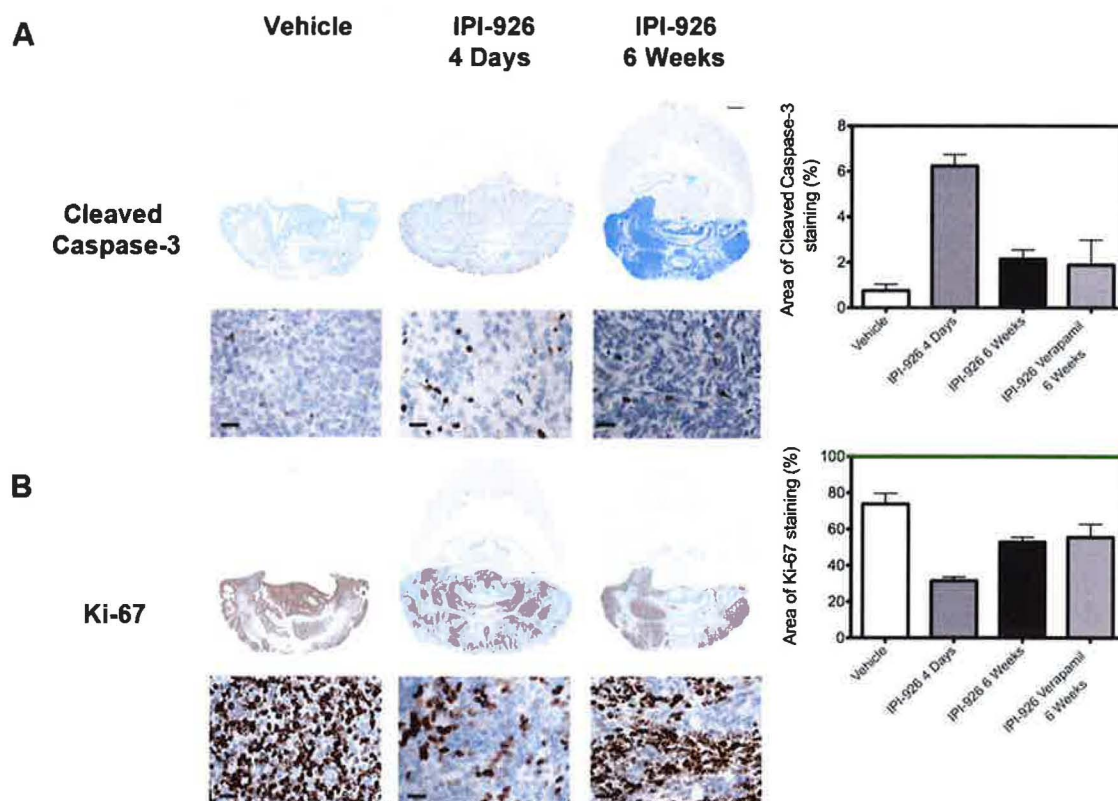 A
Vehicle
IPI-926
4 Days
IPI-926
6 Weeks
Cleaved
Caspase-3
Area of Cleaved Caspase-3
staining (%)
8
6
4
2
0
Vehicle
IPI-926 4 Days
IPI-926 6 Weeks
IPI-926 Verapamil
6 Weeks
B
Ki-67
Area of Ki-67 staining (%)
100
80
60
40
20
0
Vehicle
IPI-926 4 Days
IPI-926 6 Weeks
IPI-926 Verapamil
6 Weeks